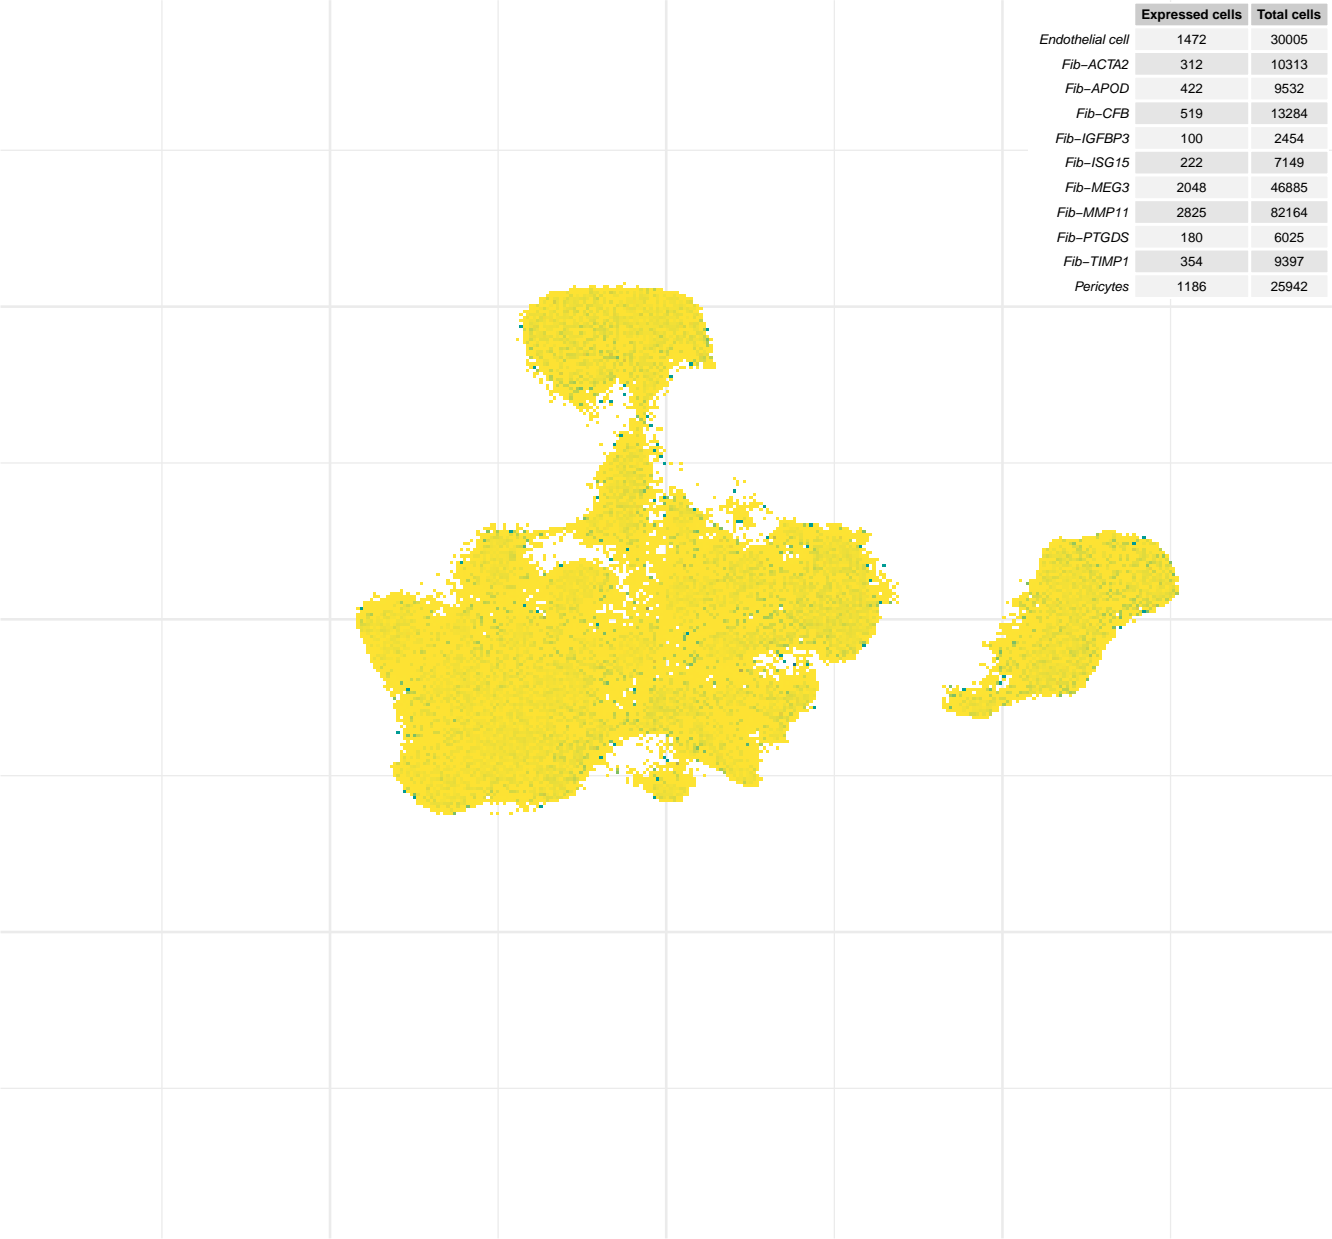 Expressed cells Total cells
Endothelial cell 1472 30005
Fib−ACTA2 312 10313
Fib−APOD 422 9532
Fib−CFB 519 13284
Fib−IGFBP3 100 2454
Fib−ISG15 222 7149
Fib−MEG3 2048 46885
Fib−MMP11 2825 82164
Fib−PTGDS 180 6025
Fib−TIMP1 354 9397
Pericytes 1186 25942